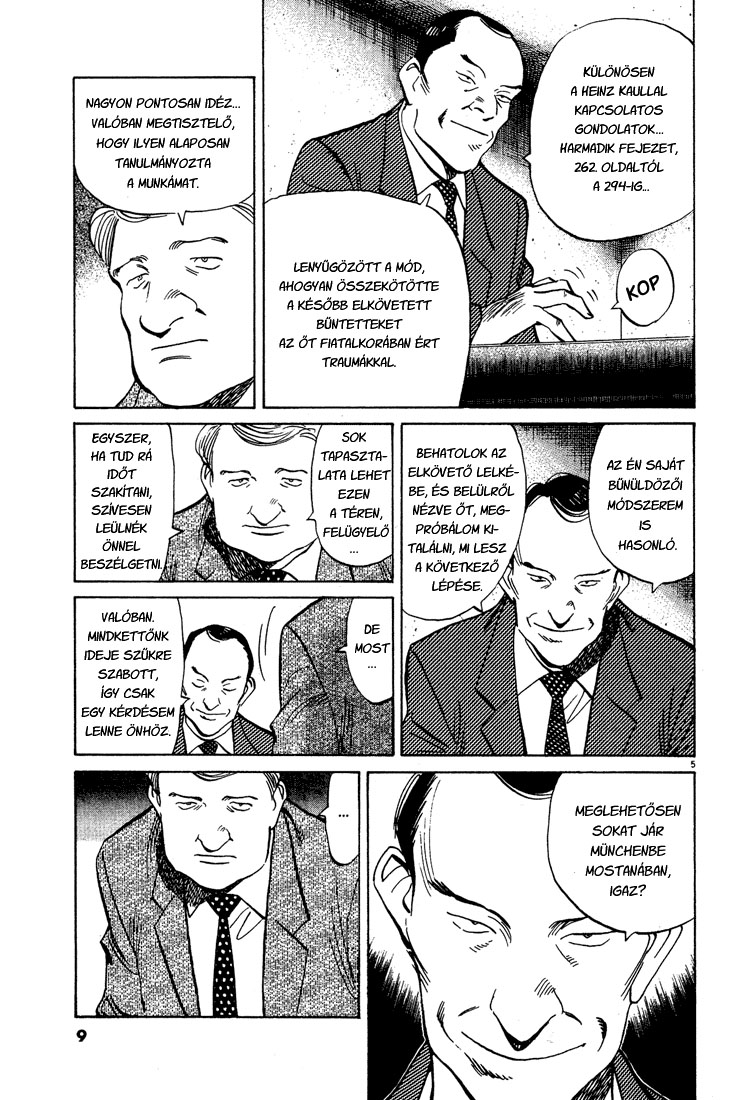 KÜLÖNÖSEN
A HEINZ KAULLAL
KAPCSOLATOS
GONDOLATOK...
HARMADIK FEJEZET,
262. OLDALTÓL
A 294-IG...
KOP
LENYŰGÖZÖTT A MÓD,
AHOGYAN ÖSSZEKÖTÖTTE
A KÉSŐBB ELKÖVETETT
BŰNTETTEKET
AZ ŐT FIATALKORÁBAN ÉRT
TRAUMÁKKAL.
NAGYON PONTOSAN IDÉZ...
VALÓBAN MEGTISZTELŐ,
HOGY ILYEN ALAPOSAN
TANULMÁNYOZTA
A MUNKÁMAT.
AZ ÉN SAJÁT
BŰNÜLDÖZŐI
MÓDSZEREM
IS
HASONLÓ.
BEHATOLOK AZ
ELKÖVETŐ LELKÉ-
BE, ÉS BELÜLRŐL
NÉZVE ŐT, MEG-
PRÓBÁLOM KI-
TALÁLNI, MI LESZ
A KÖVETKEZŐ
LÉPÉSE.
SOK
TAPASZTA-
LATA LEHET
EZEN
A TÉREN,
FELÜGYELŐ
...
EGYSZER,
HA TUD RÁ
IDŐT
SZAKÍTANI,
SZÍVESEN
LEÜLNÉK
ÖNNEL
BESZÉLGETNI.
DE
MOST
...
VALÓBAN.
MINDKETTŐNK
IDEJE SZŰKRE
SZABOTT,
ÍGY CSAK
EGY KÉRDÉSEM
LENNE ÖNHÖZ.
5
MEGLEHETŐSEN
SOKAT JÁR
MÜNCHENBE
MOSTANÁBAN,
IGAZ?
...
9